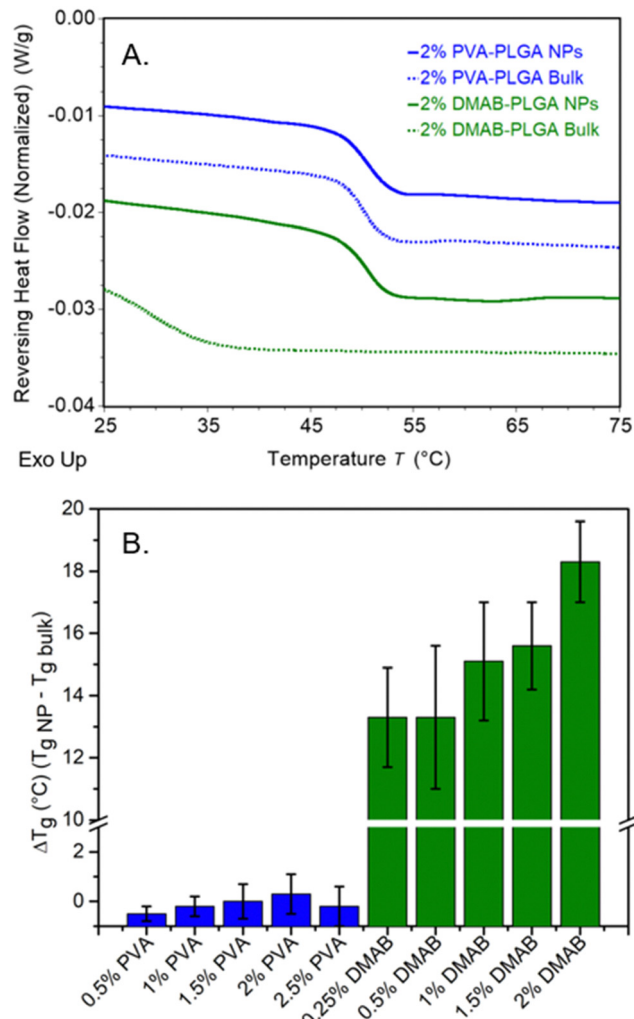 A.
2% PVA-PLGA NPs
2% PVA-PLGA Bulk
2% DMAB-PLGA NPs
2% DMAB-PLGA Bulk
Reversing Heat Flow (Normalized) (W/g)
-0.00
-0.01
-0.02
-0.03
-0.04
25 35 45 55 65 75
Exo Up
Temperature T (°C)
B.
ΔTg (°C) (Tg NP - Tg bulk)
20
18
16
14
12
10
2
0
0.5% PVA
1% PVA
1.5% PVA
2% PVA
2.5% PVA
0.25% DMAB
0.5% DMAB
1% DMAB
1.5% DMAB
2% DMAB